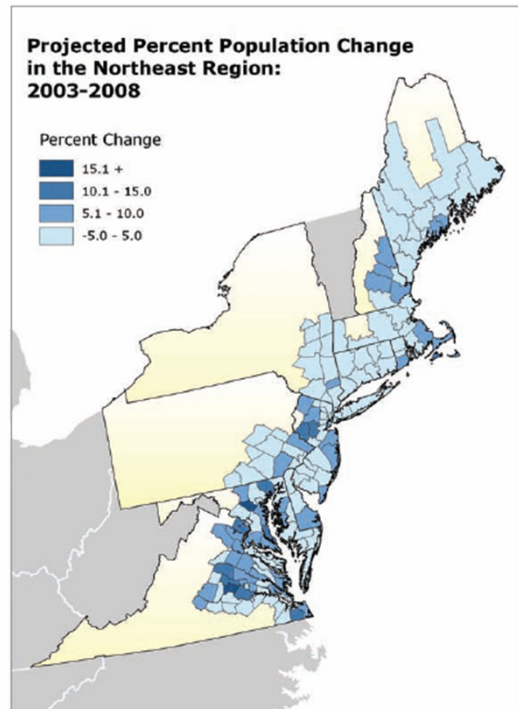 Projected Percent Population Change
in the Northeast Region:
2003-2008
Percent Change
15.1 +
10.1 - 15.0
5.1 - 10.0
-5.0 - 5.0